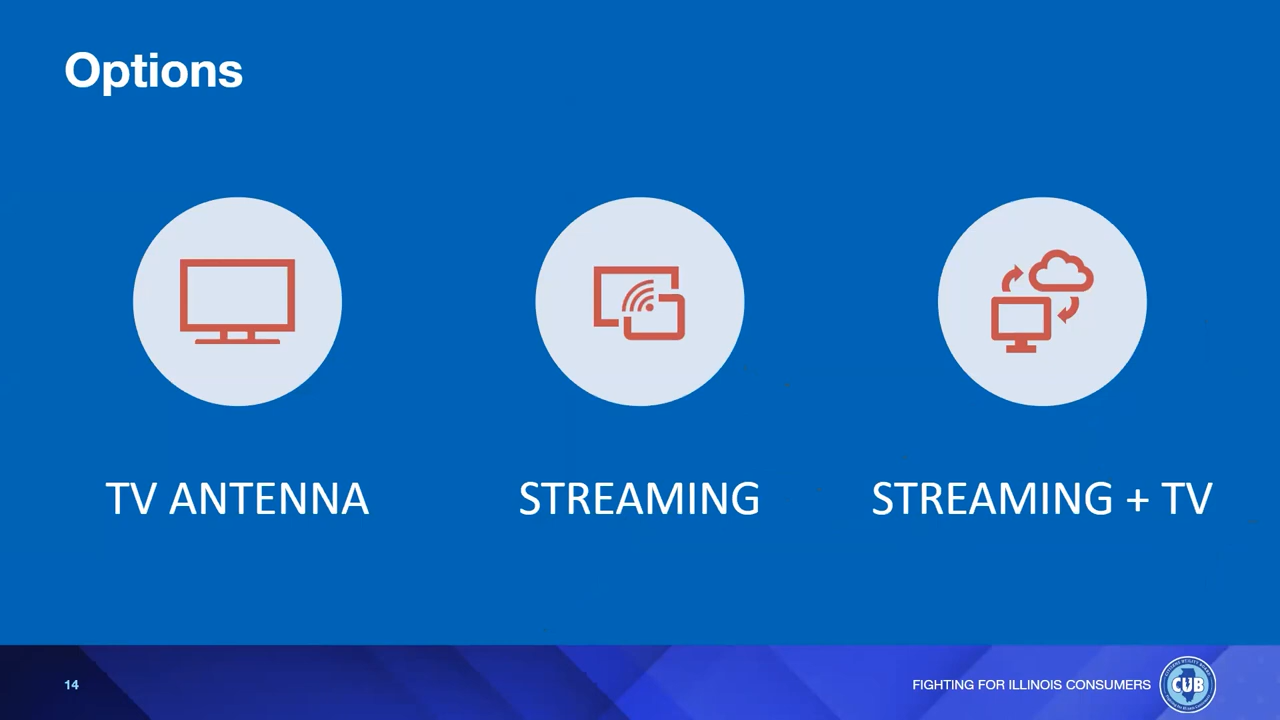 Options
TV ANTENNA
STREAMING
STREAMING + TV
14
FIGHTING FOR ILLINOIS CONSUMERS
CUB